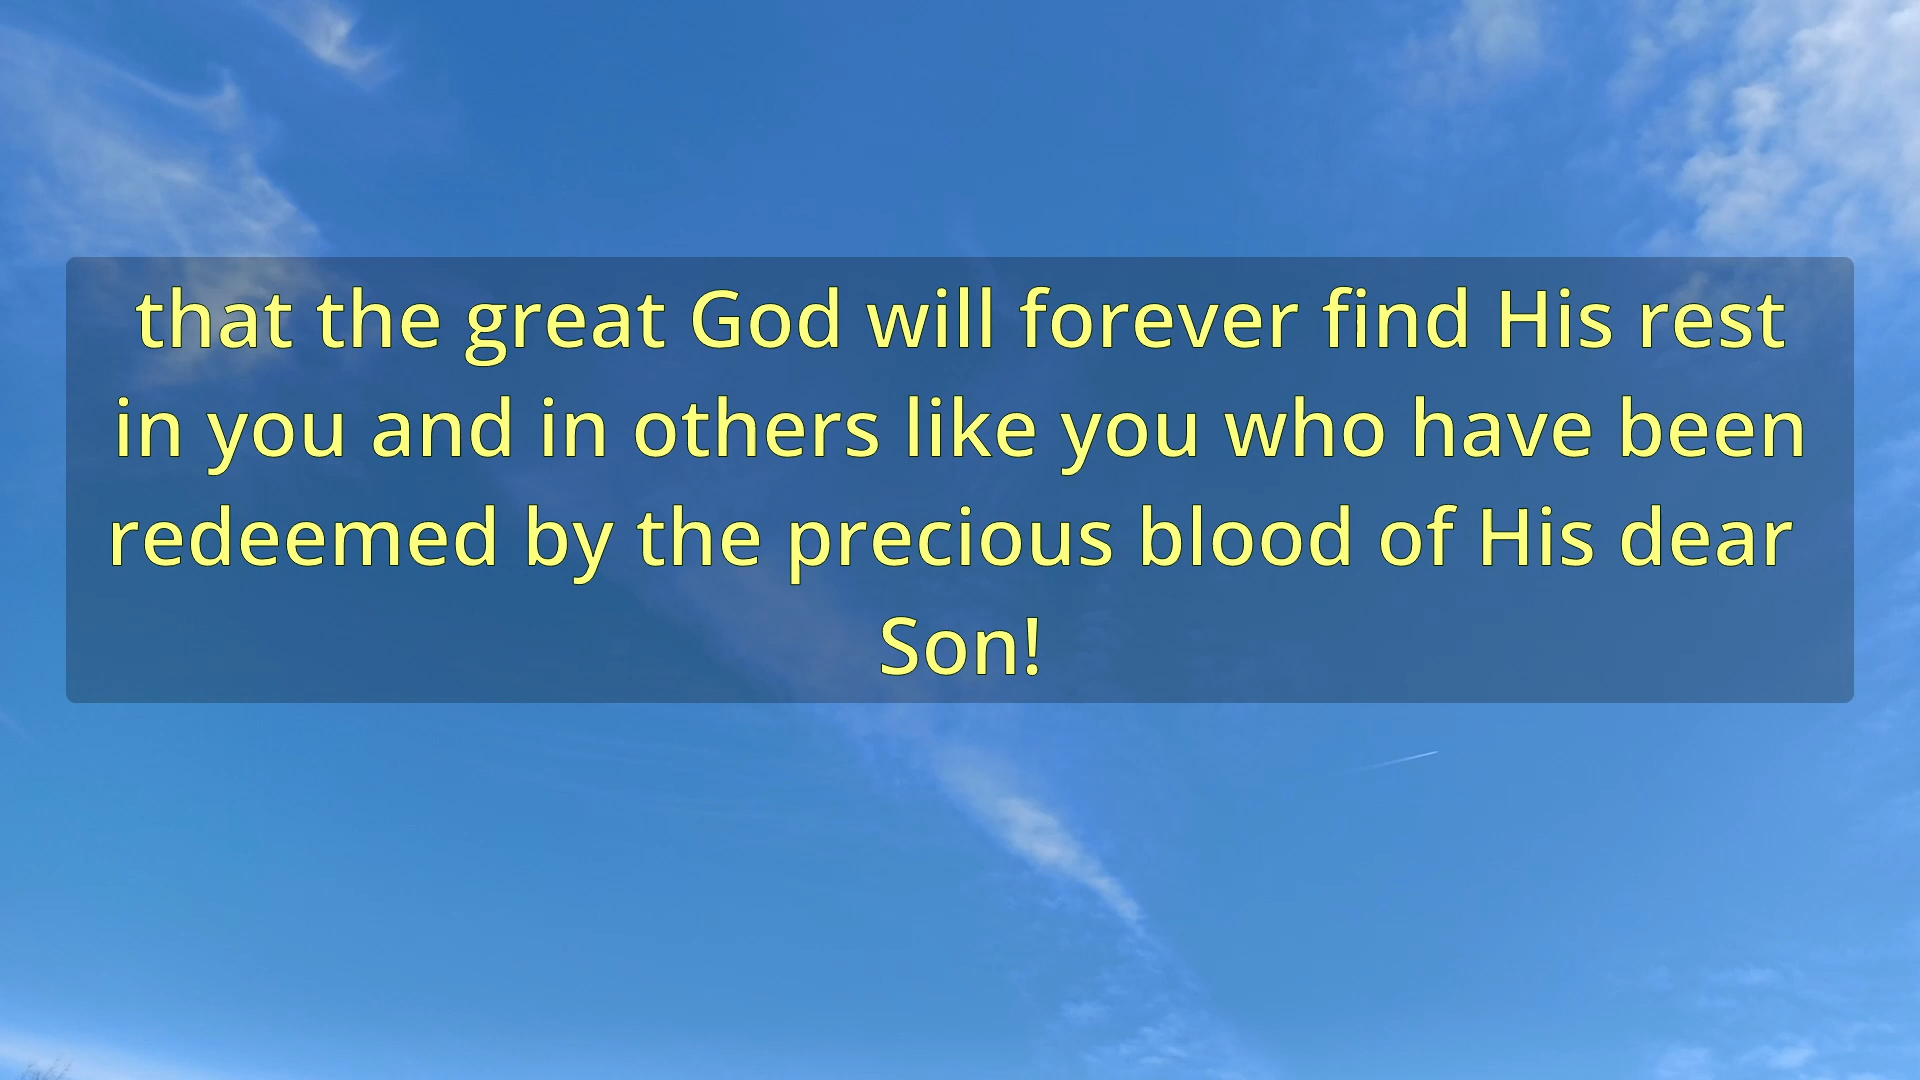 that the great God will forever find His rest
in you and in others like you who have been
redeemed by the precious blood of His dear
Son!